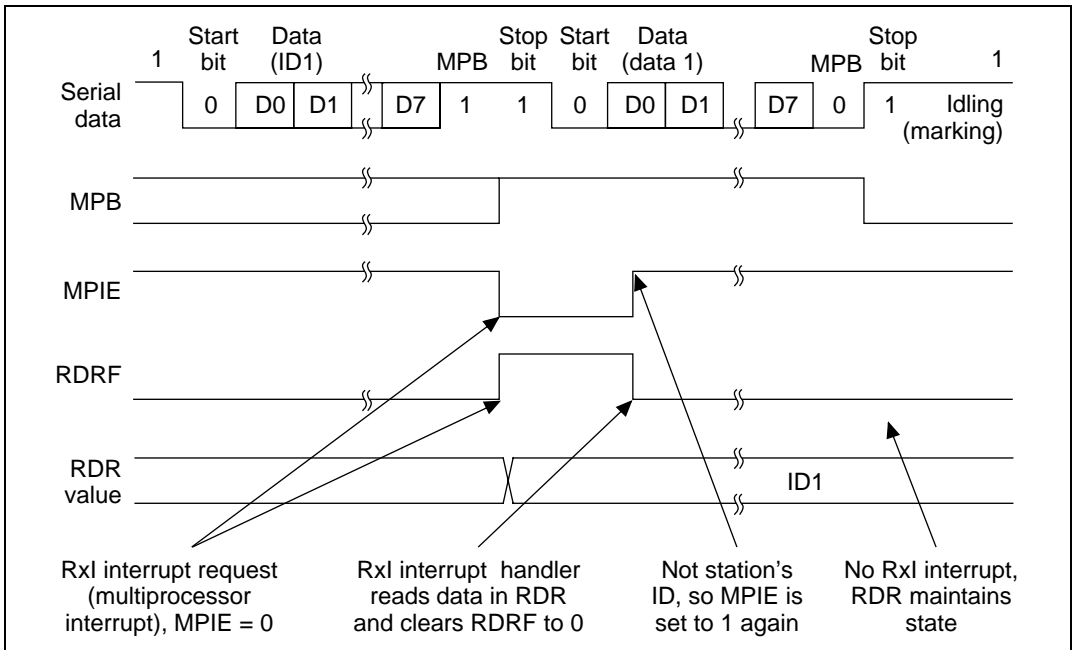 Start Data Stop Start Data Stop
1 bit (ID1) MPB bit bit (data 1) MPB bit 1
Serial data 0 D0 D1 D7 1 1 0 D0 D1 D7 0 1 Idling (marking)
MPB
MPIE
RDRF
RDR value ID1
RxI interrupt request
(multiprocessor
interrupt), MPIE = 0
RxI interrupt handler
reads data in RDR
and clears RDRF to 0
Not station's
ID, so MPIE is
set to 1 again
No RxI interrupt,
RDR maintains
state